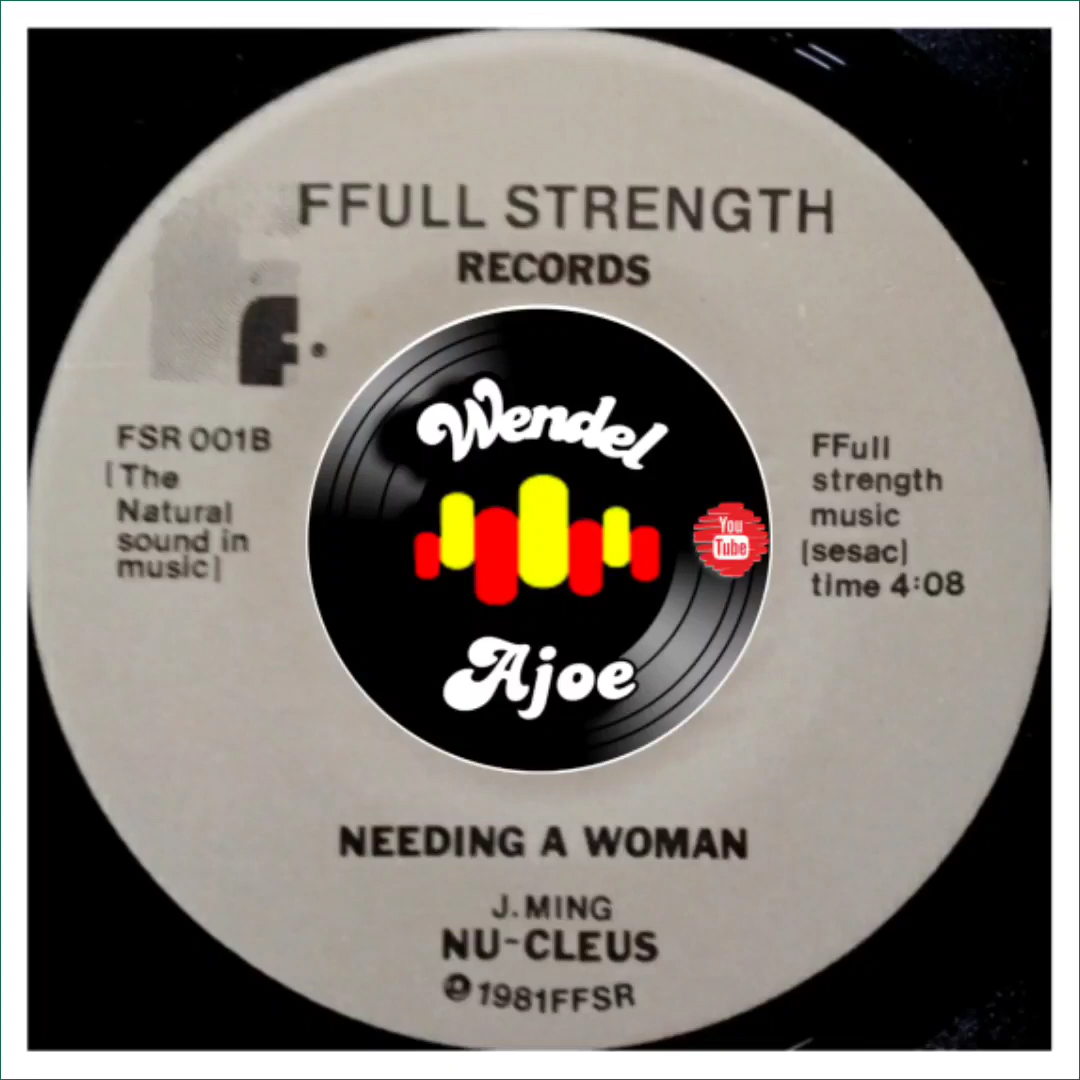 FFULL STRENGTH
RECORDS
f.
FSR 001B
[The
Natural
sound in
music]
Wendel
Ajoe
You
Tube
FFull
strength
music
[sesac]
time 4:08
NEEDING A WOMAN
J. MING
NU-CLEUS
℗ 1981FFSR